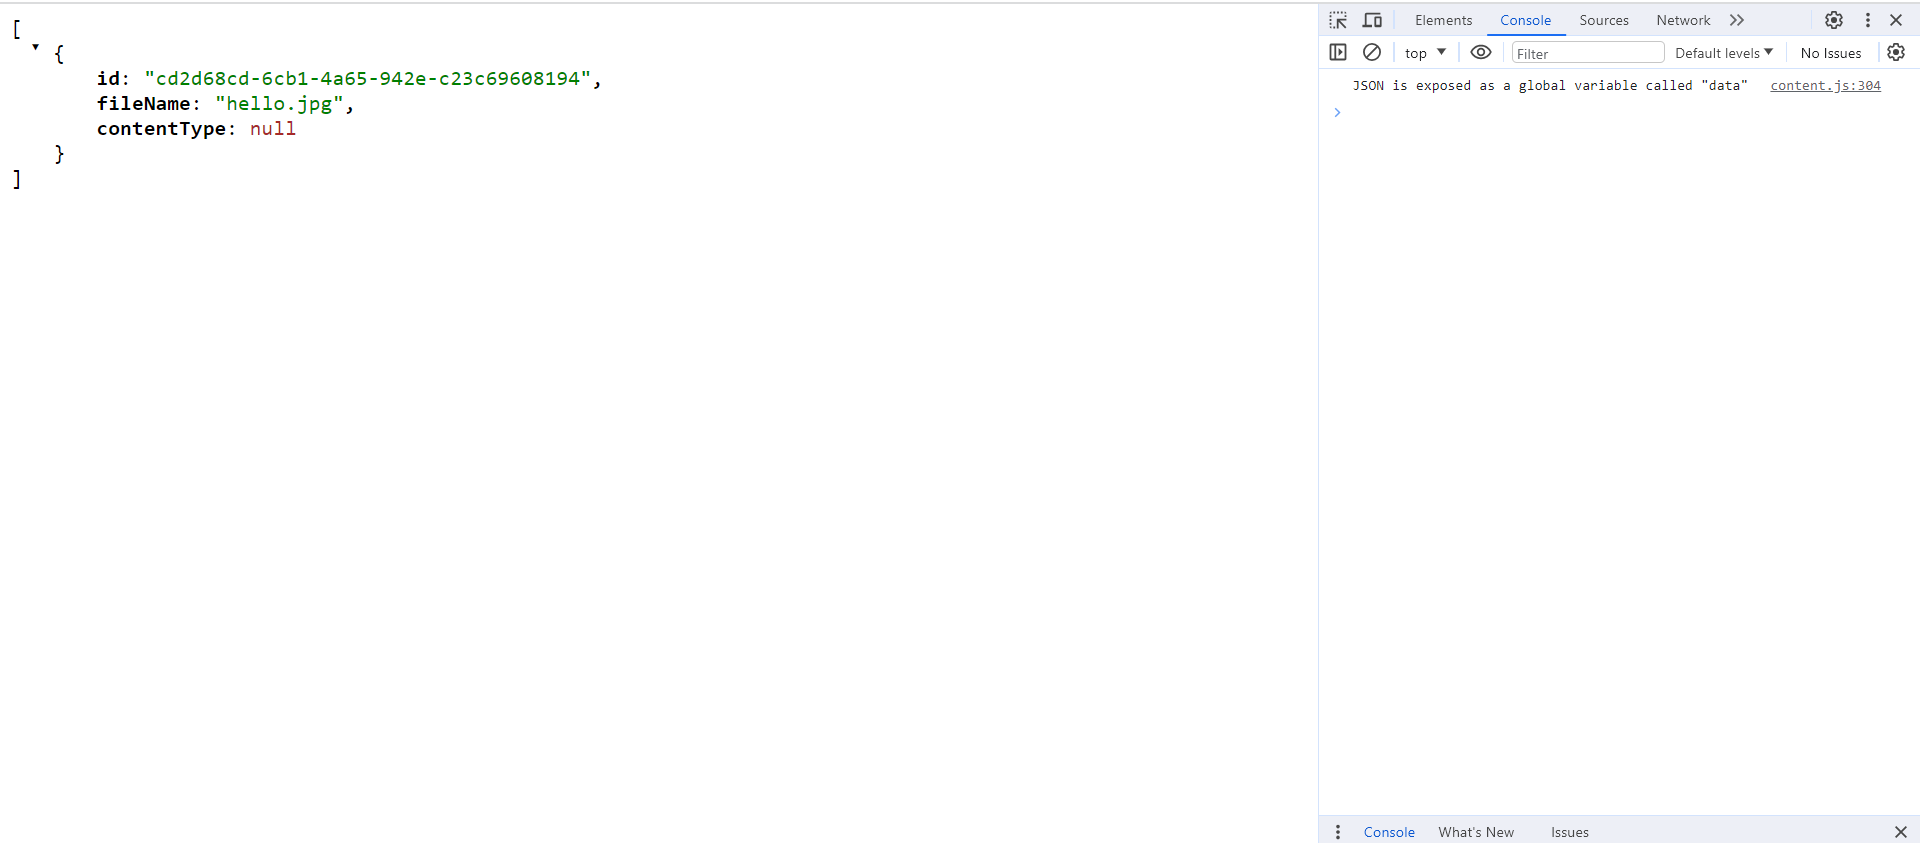 [
{
id: "cd2d68cd-6cb1-4a65-942e-c23c69608194",
fileName: "hello.jpg",
contentType: null
}
]
Elements Console Sources Network
top Filter Default levels No Issues
JSON is exposed as a global variable called "data" content.js:304
Console What's New Issues